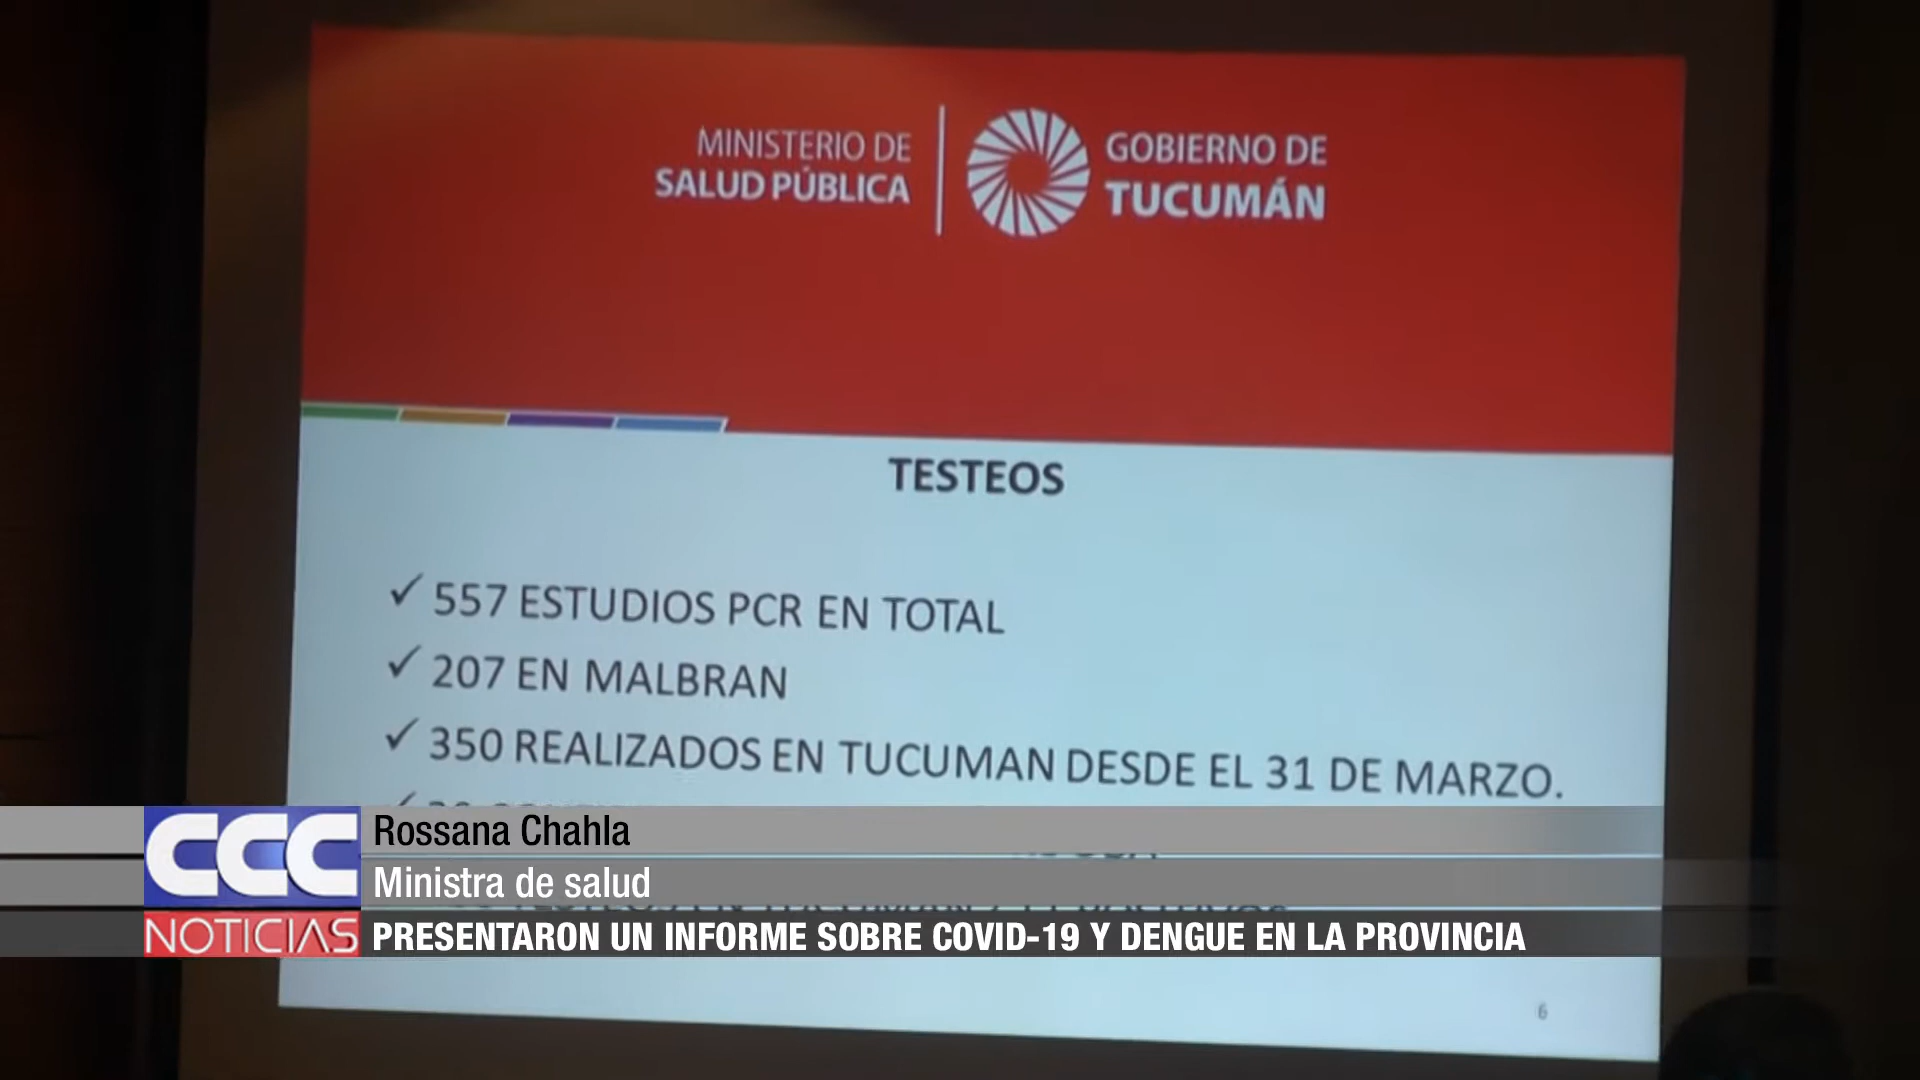 MINISTERIO DE
SALUD PÚBLICA
GOBIERNO DE
TUCUMÁN
TESTEOS
✓ 557 ESTUDIOS PCR EN TOTAL
✓ 207 EN MALBRAN
✓ 350 REALIZADOS EN TUCUMAN DESDE EL 31 DE MARZO.
CCC
NOTICIAS
Rossana Chahla
Ministra de salud
PRESENTARON UN INFORME SOBRE COVID-19 Y DENGUE EN LA PROVINCIA
6